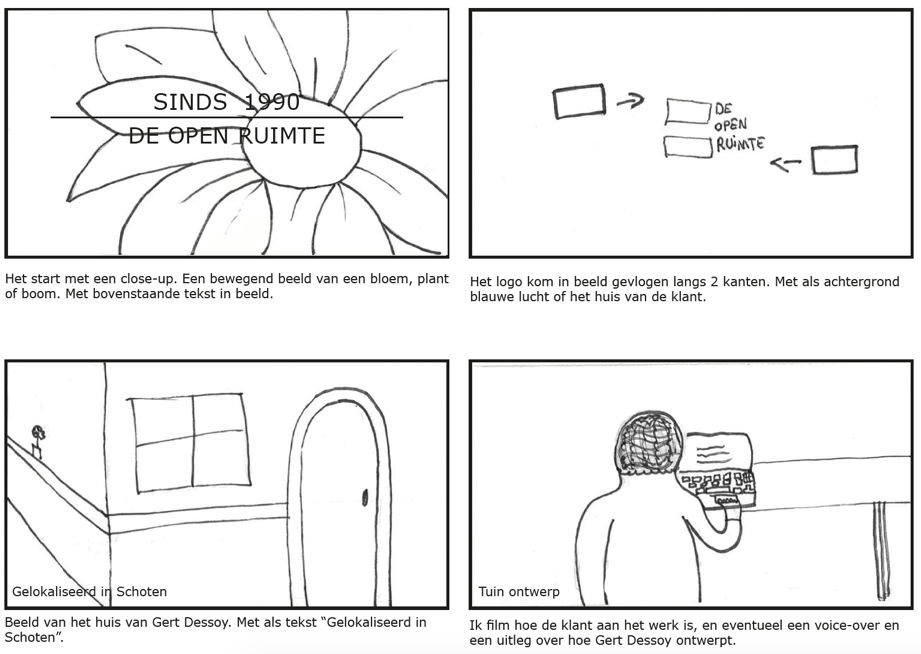 SINDS 1990
DE OPEN RUIMTE
Het start met een close-up. Een bewegend beeld van een bloem, plant
of boom. Met bovenstaande tekst in beeld.
DE
OPEN
RUIMTE
Het logo kom in beeld gevlogen langs 2 kanten. Met als achtergrond
blauwe lucht of het huis van de klant.
Gelokaliseerd in Schoten
Beeld van het huis van Gert Dessoy. Met als tekst “Gelokaliseerd in
Schoten”.
Tuin ontwerp
Ik film hoe de klant aan het werk is, en eventueel een voice-over en
een uitleg over hoe Gert Dessoy ontwerpt.